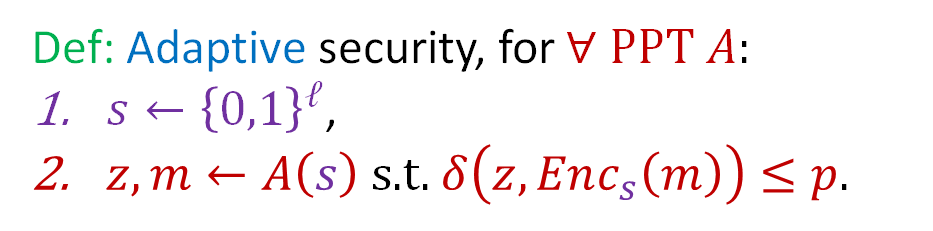 Def: Adaptive security, for ∀ PPT A:
1. s ← {0,1}^ℓ,
2. z, m ← A(s) s.t. δ(z, Enc_s(m)) ≤ p.